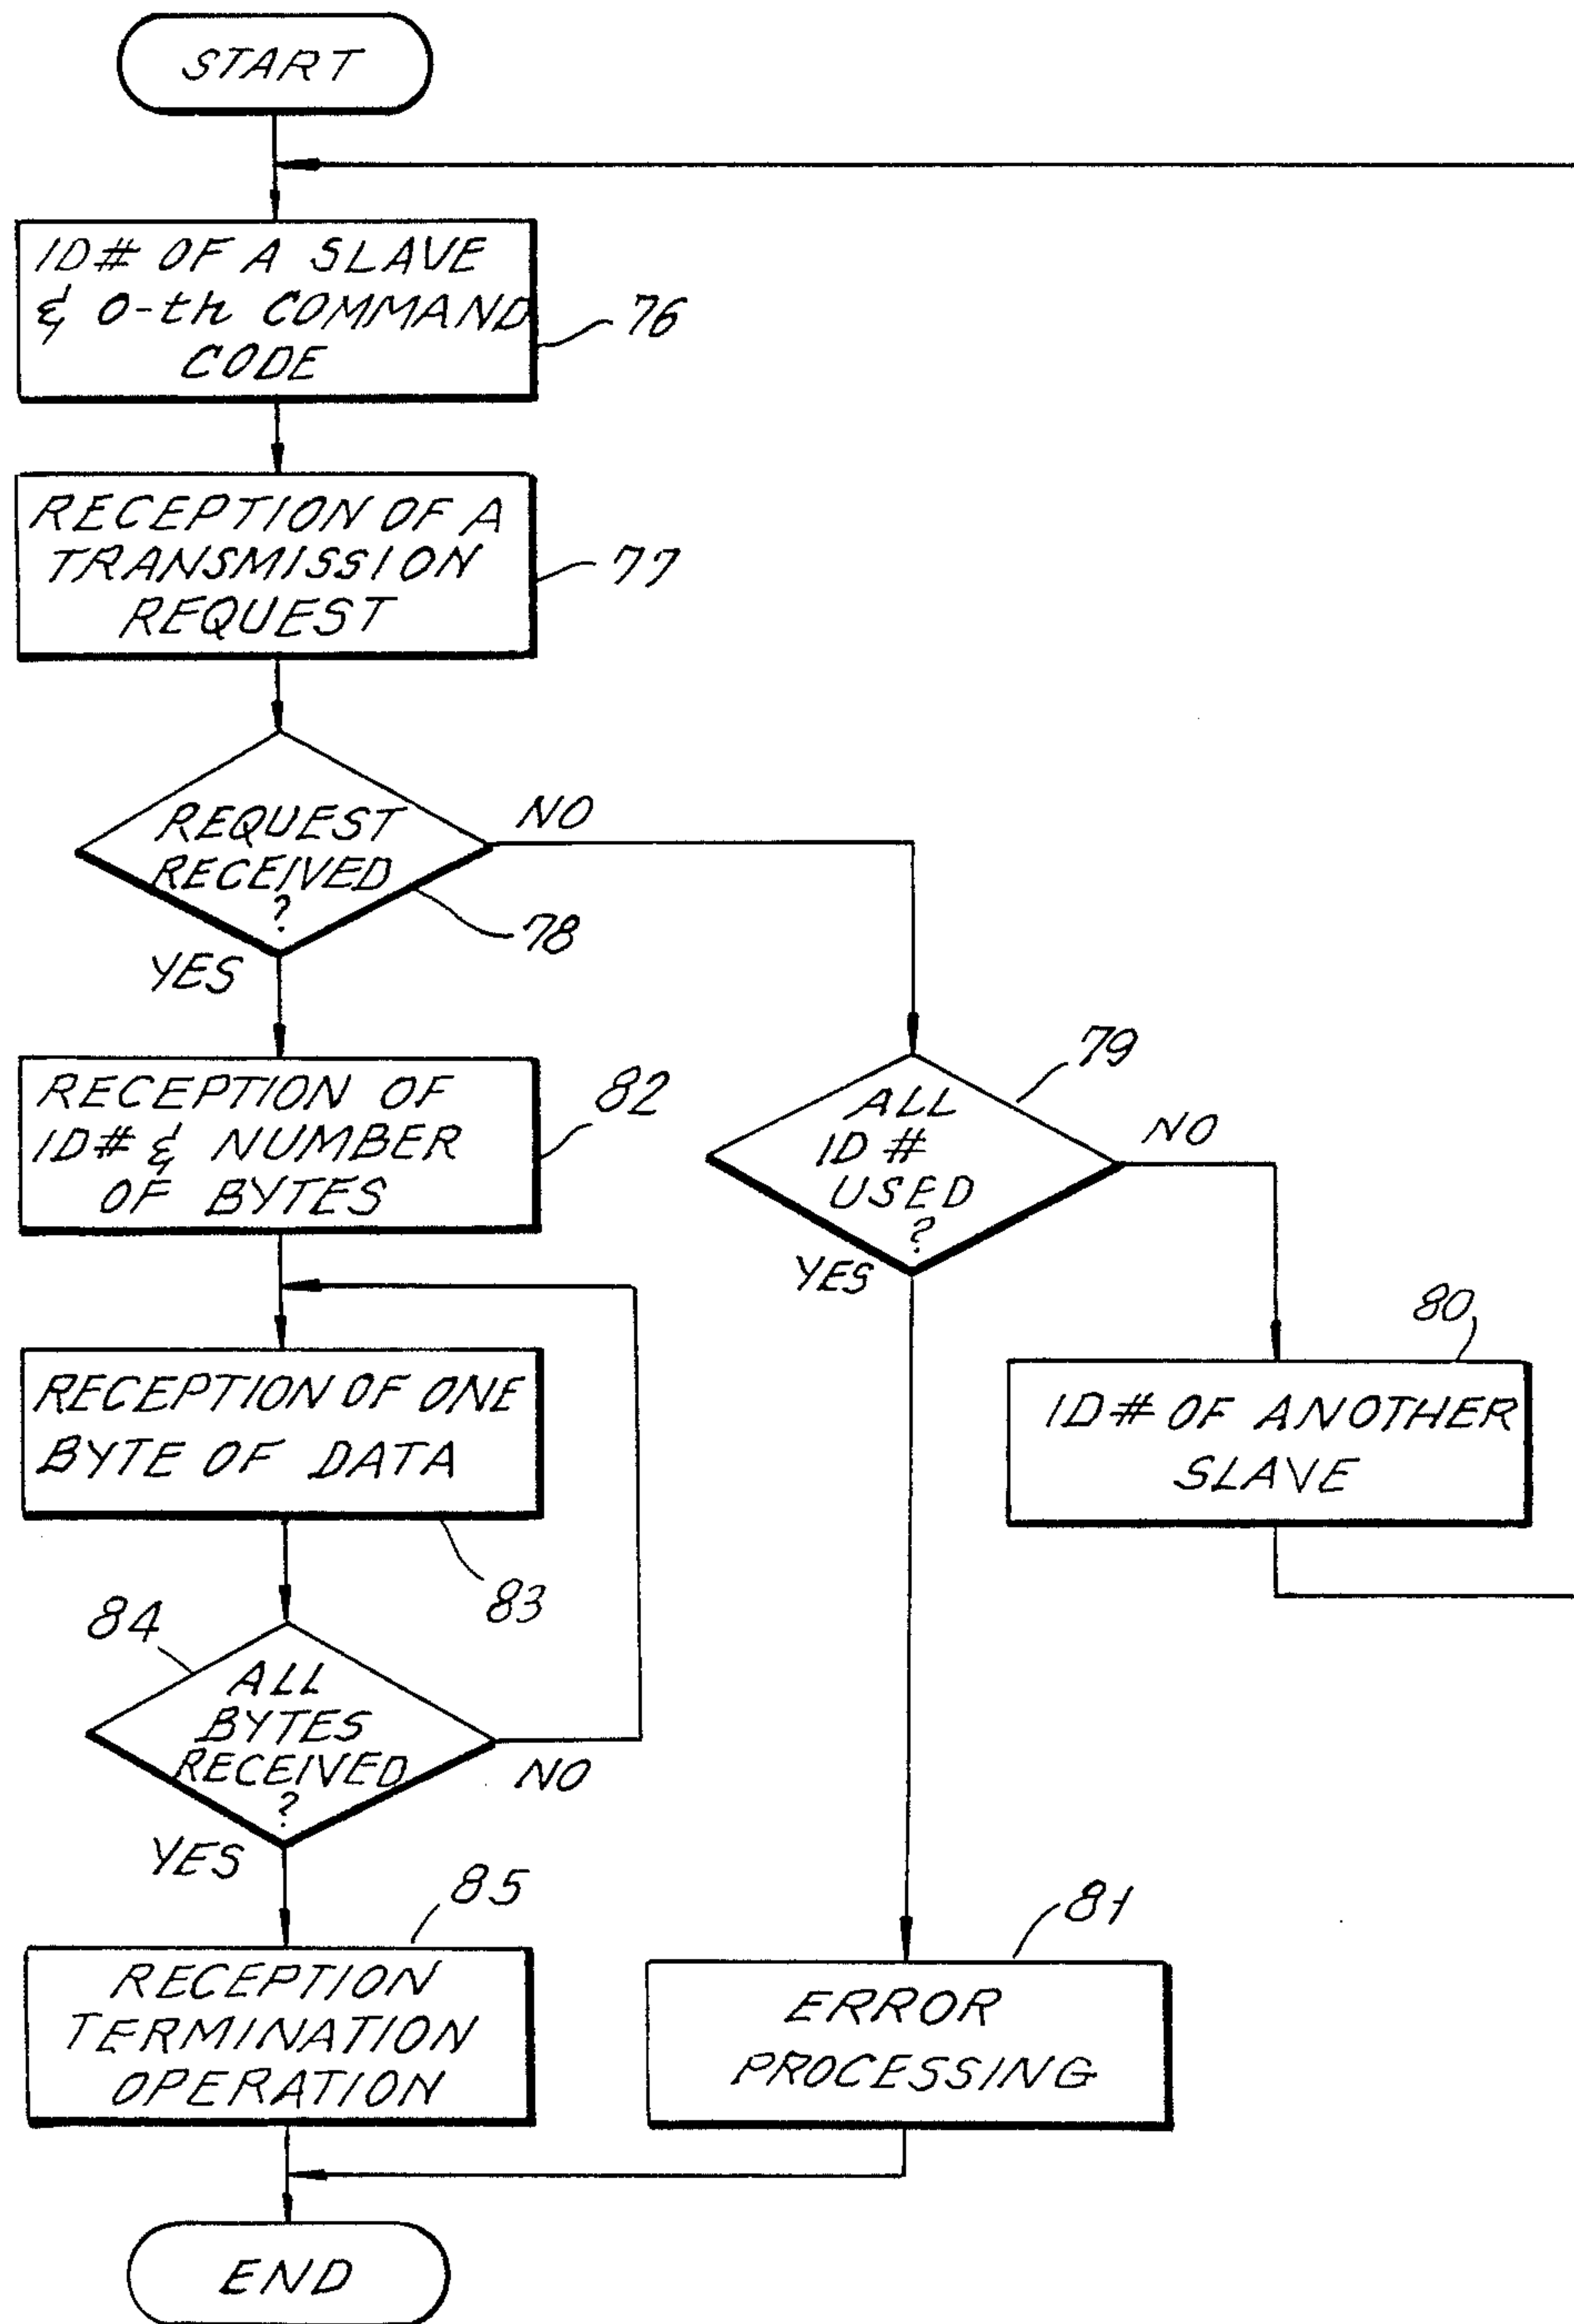 START
ID# OF A SLAVE
& 0-th COMMAND
CODE
76
RECEPTION OF A
TRANSMISSION
REQUEST
77
REQUEST
RECEIVED
?
NO
78
YES
RECEPTION OF
ID# & NUMBER
OF BYTES
82
ALL
ID #
USED
?
79
NO
YES
RECEPTION OF ONE
BYTE OF DATA
83
80
ID# OF ANOTHER
SLAVE
84
ALL
BYTES
RECEIVED
?
NO
YES
85
RECEPTION
TERMINATION
OPERATION
81
ERROR
PROCESSING
END